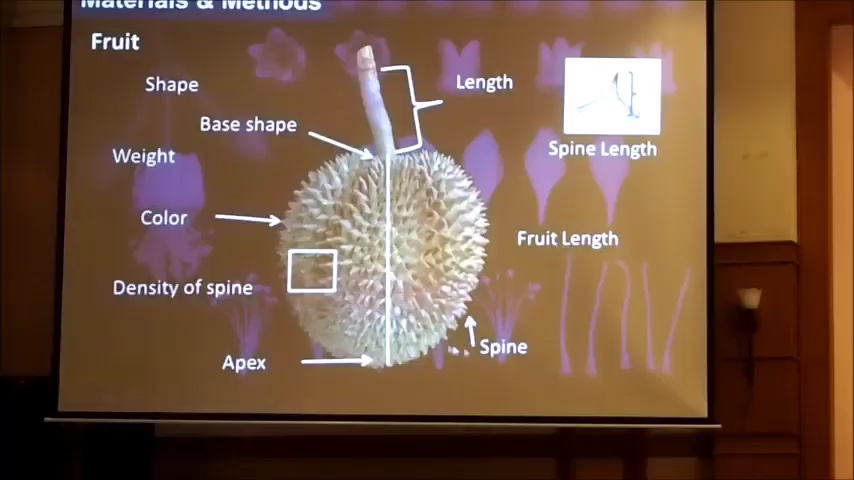 Materials & Methods
Fruit
Shape
Length
Base shape
Weight
Spine Length
Color
Fruit Length
Density of spine
Spine
Apex